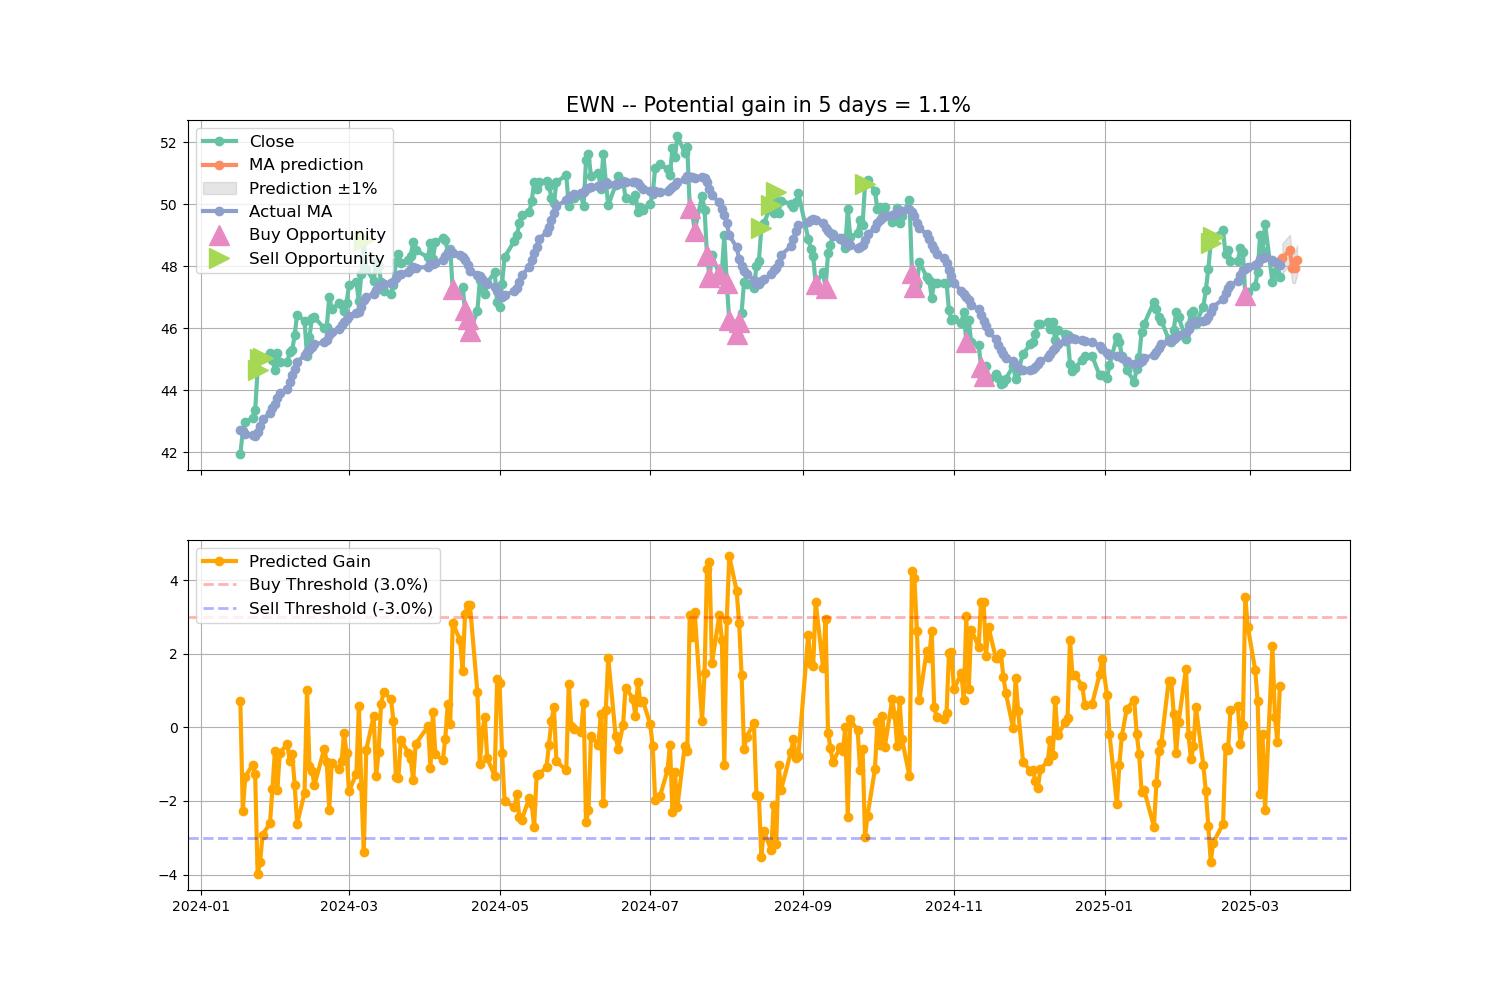 EWN -- Potential gain in 5 days = 1.1%
52
50
48
46
44
42
Close
MA prediction
Prediction ±1%
Actual MA
Buy Opportunity
Sell Opportunity
4
2
0
−2
−4
Predicted Gain
Buy Threshold (3.0%)
Sell Threshold (-3.0%)
2024-01 2024-03 2024-05 2024-07 2024-09 2024-11 2025-01 2025-03